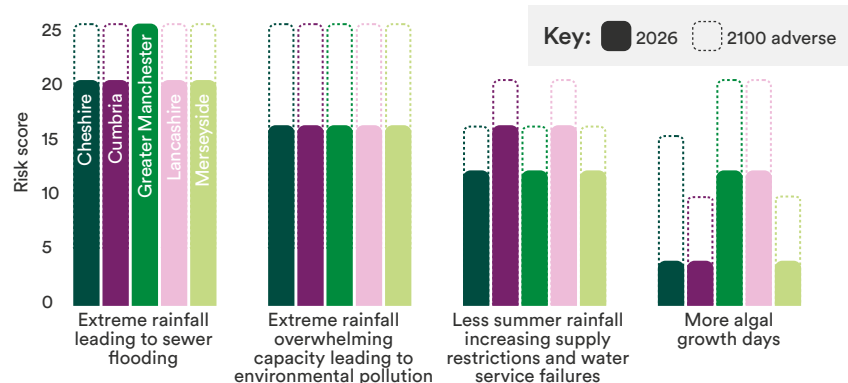 Key: 2026 2100 adverse
Risk score
25
20
15
10
5
0
Cheshire
Cumbria
Greater Manchester
Lancashire
Merseyside
Extreme rainfall
leading to sewer
flooding
Extreme rainfall
overwhelming
capacity leading to
environmental pollution
Less summer rainfall
increasing supply
restrictions and water
service failures
More algal
growth days